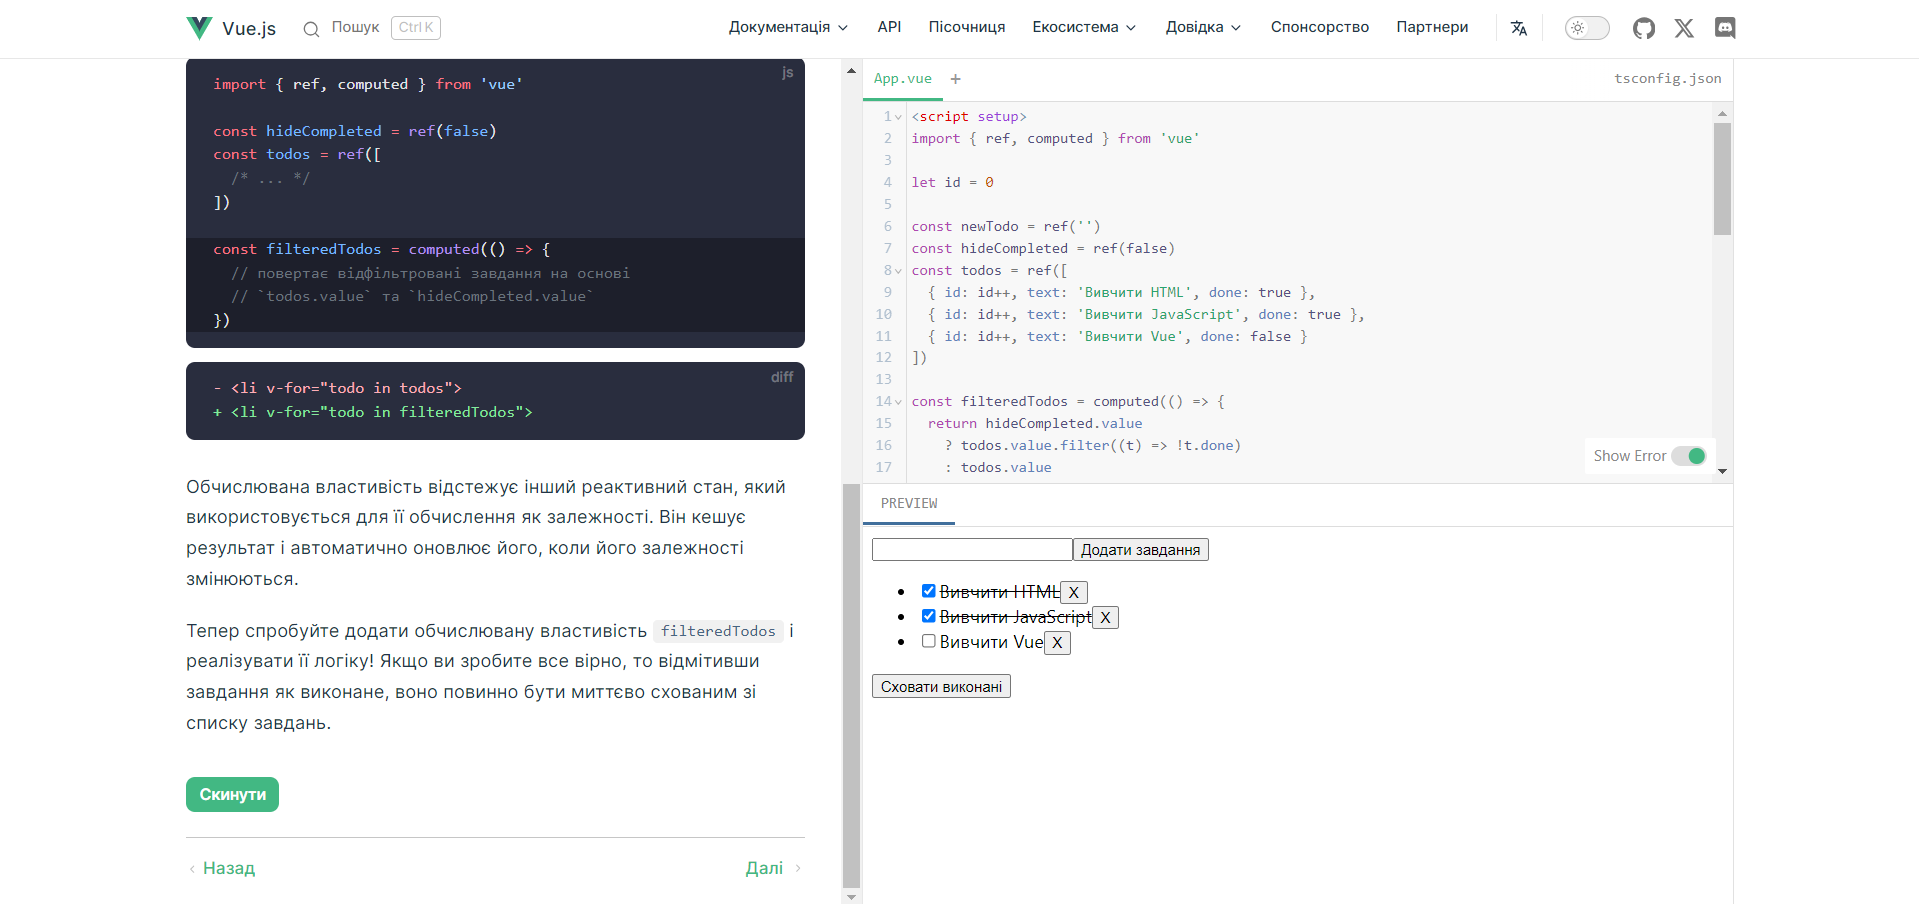 Vue.js Пошук Ctrl K Документація API Пісочниця Екосистема Довідка Спонсорство Партнери
js
import { ref, computed } from 'vue'
const hideCompleted = ref(false)
const todos = ref([
/* ... */
])
const filteredTodos = computed(() => {
// повертає відфільтровані завдання на основі
// `todos.value` та `hideCompleted.value`
})
diff
- <li v-for="todo in todos">
+ <li v-for="todo in filteredTodos">
Обчислювана властивість відстежує інший реактивний стан, який
використовується для її обчислення як залежності. Він кешує
результат і автоматично оновлює його, коли його залежності
змінюються.
Тепер спробуйте додати обчислювану властивість filteredTodos і
реалізувати її логіку! Якщо ви зробите все вірно, то відмітивши
завдання як виконане, воно повинно бути миттєво схованим зі
списку завдань.
Скинути
Назад Далі
App.vue + tsconfig.json
1 <script setup>
2 import { ref, computed } from 'vue'
3
4 let id = 0
5
6 const newTodo = ref('')
7 const hideCompleted = ref(false)
8 const todos = ref([
9 { id: id++, text: 'Вивчити HTML', done: true },
10 { id: id++, text: 'Вивчити JavaScript', done: true },
11 { id: id++, text: 'Вивчити Vue', done: false }
12 ])
13
14 const filteredTodos = computed(() => {
15 return hideCompleted.value
16 ? todos.value.filter((t) => !t.done)
17 : todos.value
Show Error
PREVIEW
Додати завдання
Вивчити HTML X
Вивчити JavaScript X
Вивчити Vue X
Сховати виконані